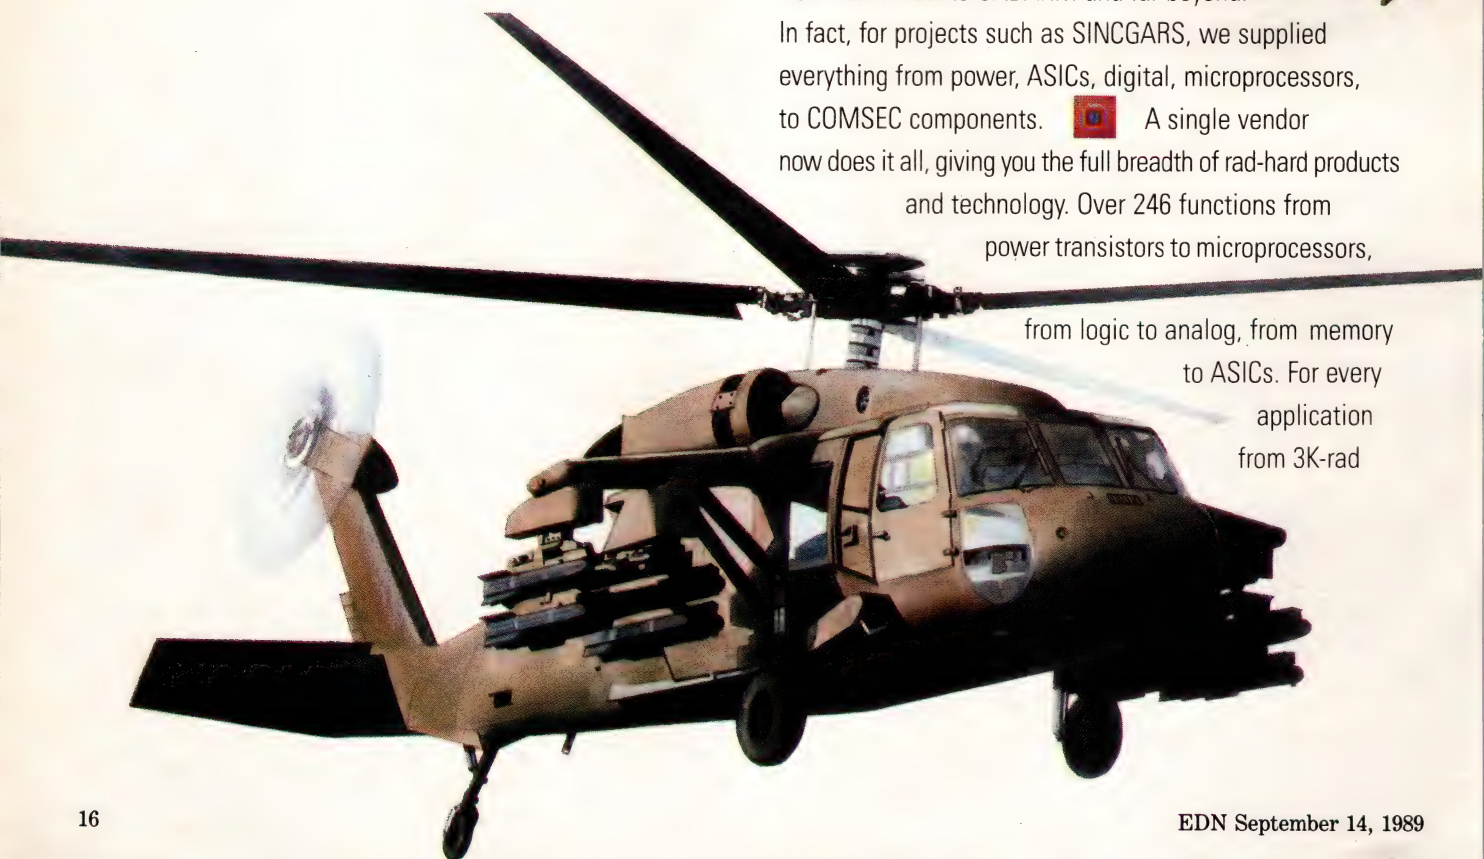 In fact, for projects such as SINCGARS, we supplied
everything from power, ASICs, digital, microprocessors,
to COMSEC components. A single vendor
now does it all, giving you the full breadth of rad-hard products
and technology. Over 246 functions from
power transistors to microprocessors,
from logic to analog, from memory
to ASICs. For every
application
from 3K-rad
16
EDN September 14, 1989